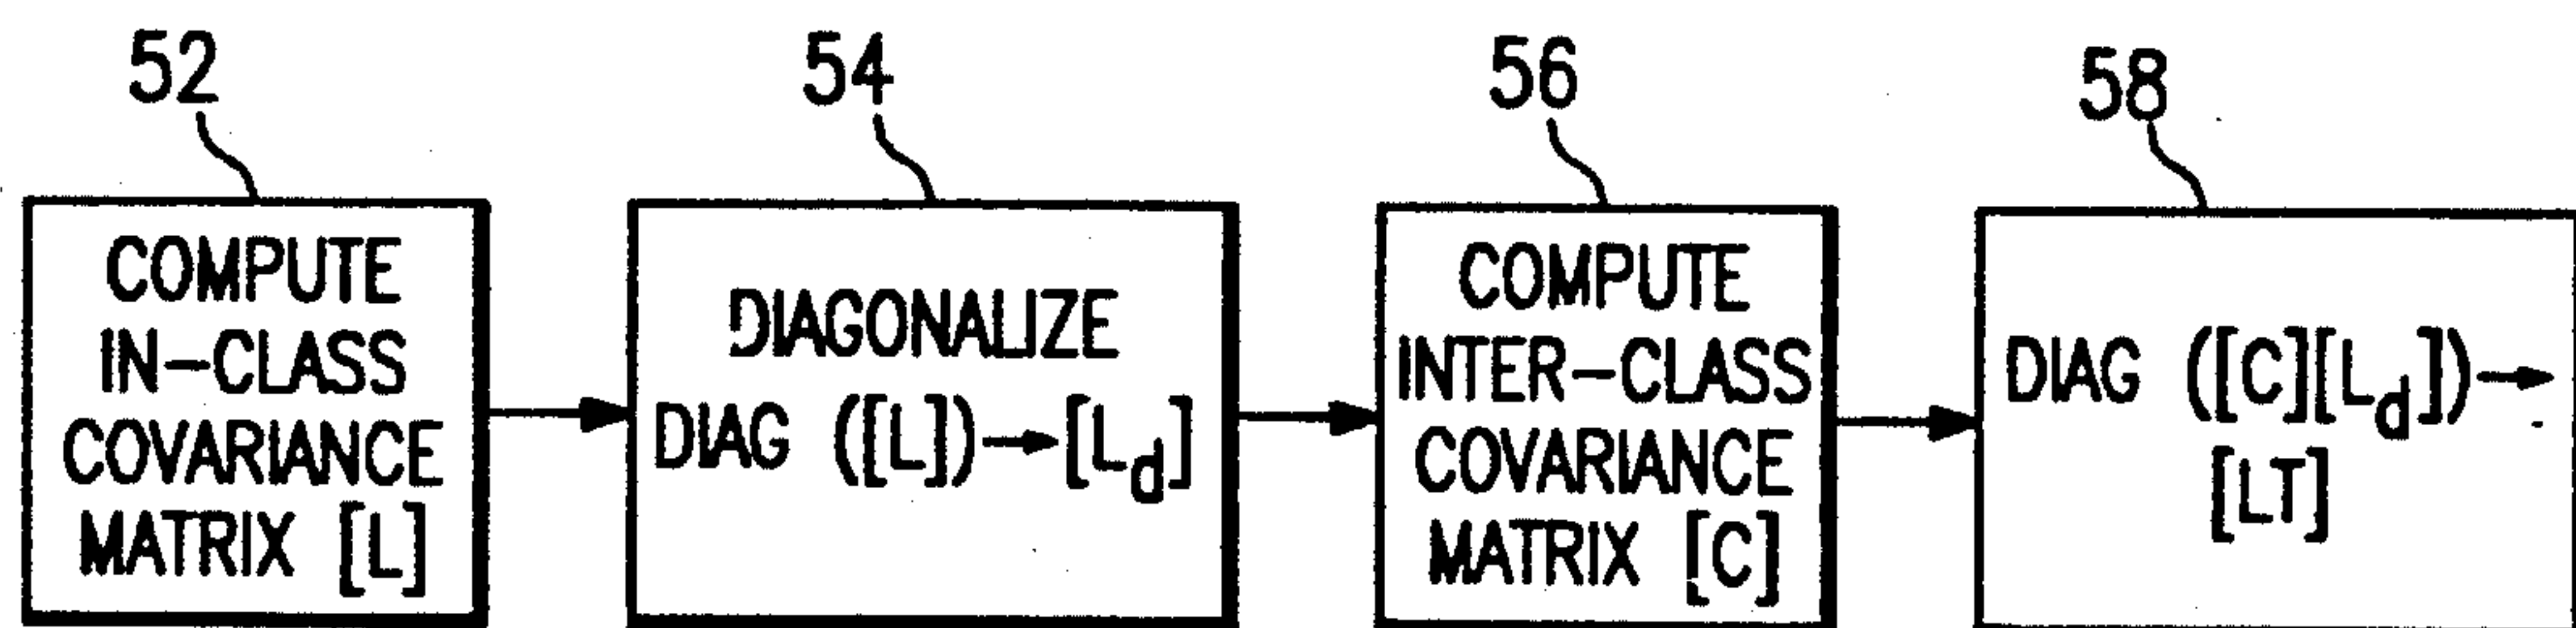 52
54
56
58
COMPUTE
IN-CLASS
COVARIANCE
MATRIX [L]
DIAGONALIZE
DIAG ([L])→[Ld]
COMPUTE
INTER-CLASS
COVARIANCE
MATRIX [C]
DIAG ([C][Ld])→
[LT]